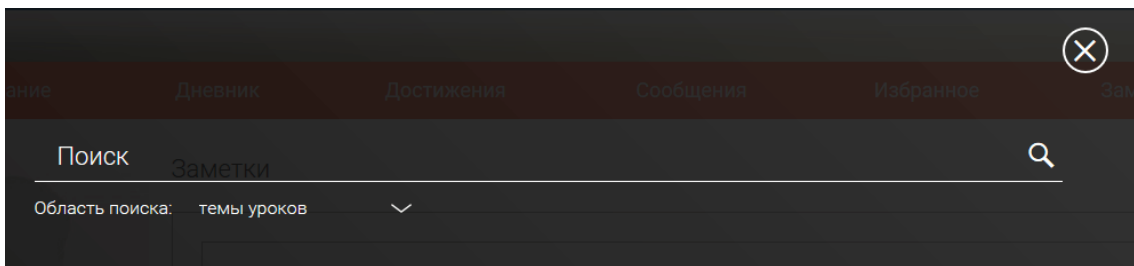 ание Дневник Достижения Сообщения Избранное Зам
Поиск
Заметки
Область поиска: темы уроков